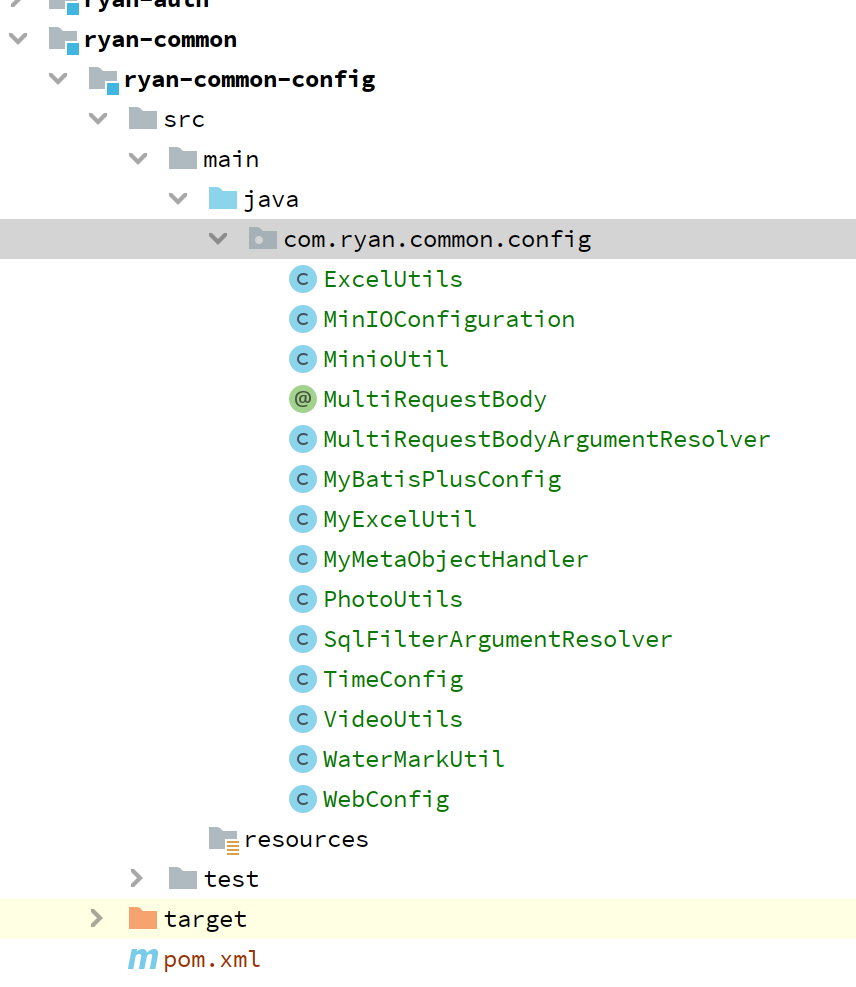 ryan-auth
ryan-common
ryan-common-config
src
main
java
com.ryan.common.config
C ExcelUtils
C MinIOConfiguration
C MinioUtil
@ MultiRequestBody
C MultiRequestBodyArgumentResolver
C MyBatisPlusConfig
C MyExcelUtil
C MyMetaObjectHandler
C PhotoUtils
C SqlFilterArgumentResolver
C TimeConfig
C VideoUtils
C WaterMarkUtil
C WebConfig
resources
test
target
m pom.xml